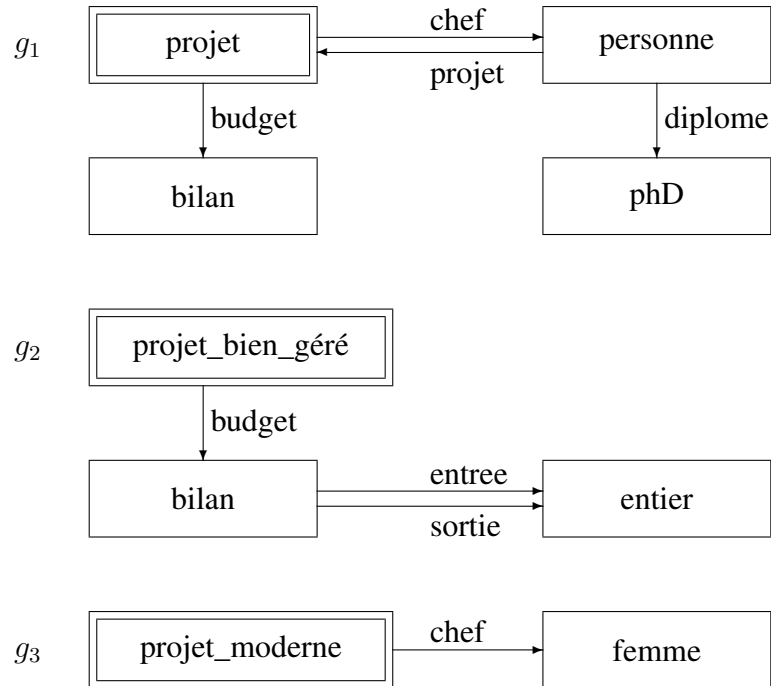 g1 projet chef personne
projet
budget diplome
bilan phD
g2 projet_bien_géré
budget
bilan entree entier
sortie
g3 projet_moderne chef femme